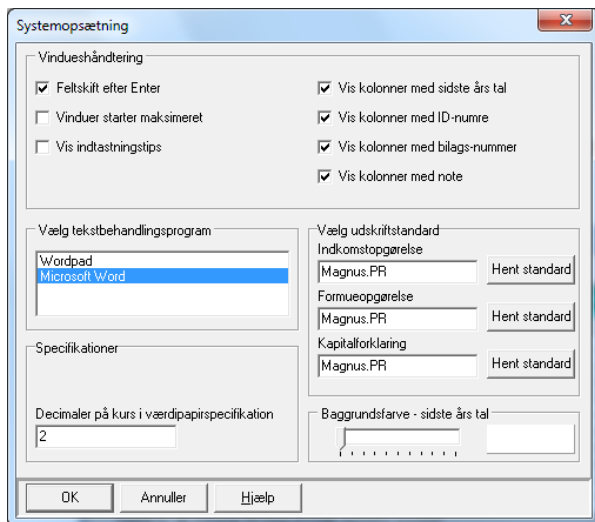 Systemopsætning
Vindueshåndtering
Feltskift efter Enter
Vinduer starter maksimeret
Vis indtastningstips
Vis kolonner med sidste års tal
Vis kolonner med ID-numre
Vis kolonner med bilags-nummer
Vis kolonner med note
Vælg tekstbehandlingsprogram
Wordpad
Microsoft Word
Vælg udskriftstandard
Indkomstopgørelse
Magnus.PR Hent standard
Formueopgørelse
Magnus.PR Hent standard
Kapitalforklaring
Magnus.PR Hent standard
Specifikationer
Decimaler på kurs i værdipapirspecifikation
2
Baggrundsfarve - sidste års tal
OK Annuller Hjælp